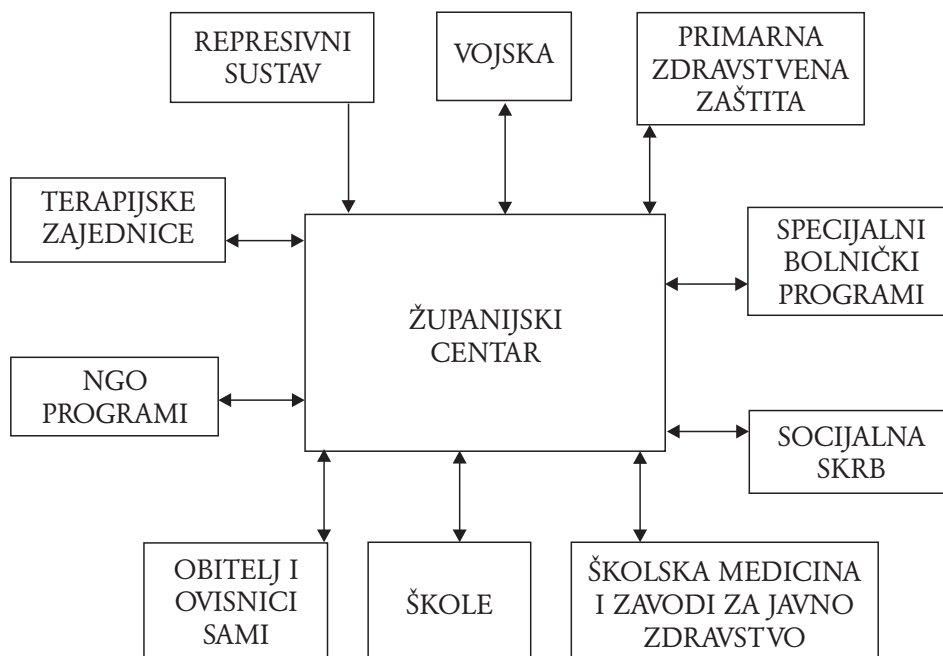 REPRESIVNI
SUSTAV
VOJSKA
PRIMARNA
ZDRAVSTVENA
ZAŠTITA
TERAPIJSKE
ZAJEDNICE
SPECIJALNI
BOLNIČKI
PROGRAMI
ŽUPANIJSKI
CENTAR
NGO
PROGRAMI
SOCIJALNA
SKRB
OBITELJ I
OVISNICI
SAMI
ŠKOLE
ŠKOLSKA MEDICINA
I ZAVODI ZA JAVNO
ZDRAVSTVO